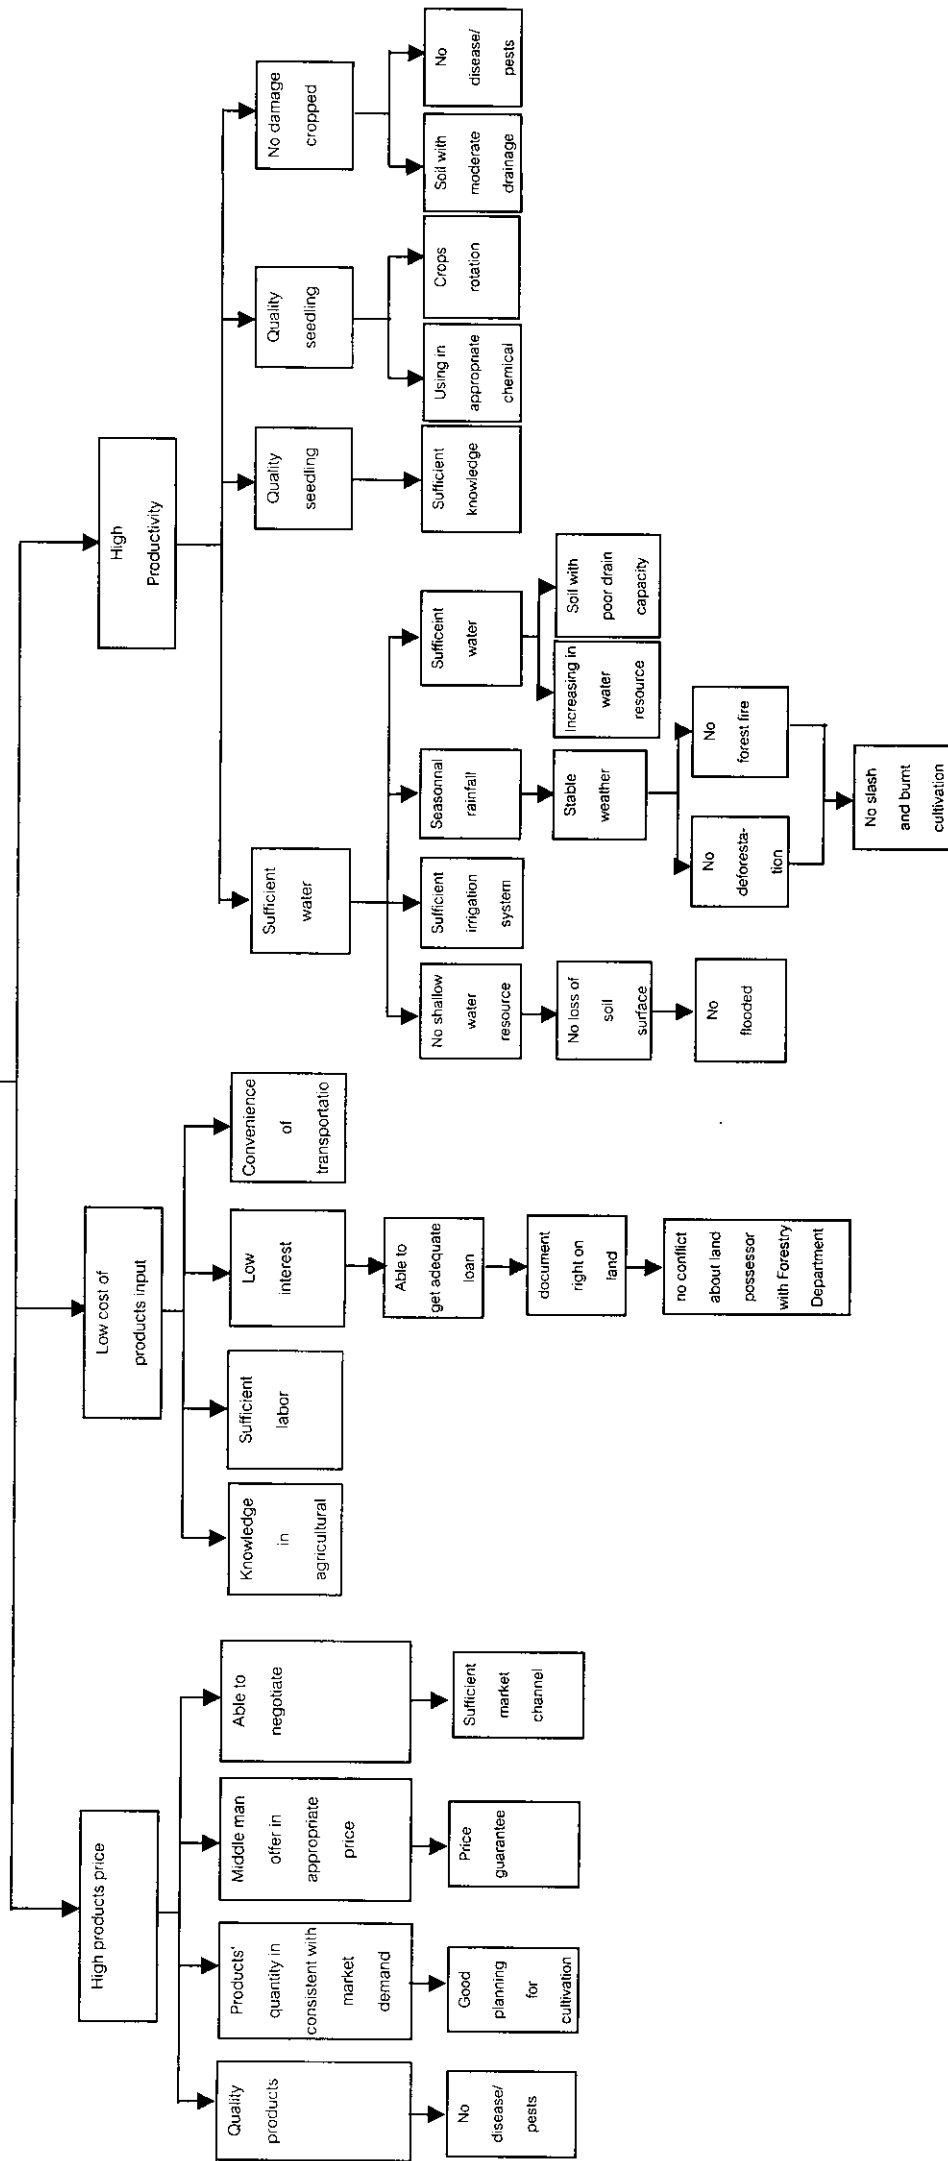 High products price
Quality
products
No
disease/
pests
Products'
quantity in
consistent with
market
demand
Good
planning
for
cultivation
Middle man
offer in
appropriate
price
Price
guarantee
Able to
negotiate
Sufficient
market
channel
Low cost of
products input
Knowledge
in
agricultural
Sufficient
labor
Low
interest
Able to
get adequate
loan
document
right on
land
no conflict
about land
possessor
with Forestry
Department
Convenience
of
transportatio
High
Productivity
Sufficient
water
No shallow
water
resource
No loss of
soil
surface
No
flooded
Sufficient
irrigation
system
Seasonnal
rainfall
Stable
weather
No
deforesta-
tion
No
forest fire
No slash
and burnt
cultivation
Sufficeint
water
Increasing in
water
resource
Soil with
poor drain
capacity
Quality
seedling
Sufficient
knowledge
Quality
seedling
Using in
appropriate
chemical
Crops
rotation
No damage
cropped
Soil with
moderate
drainage
No
disease/
pests